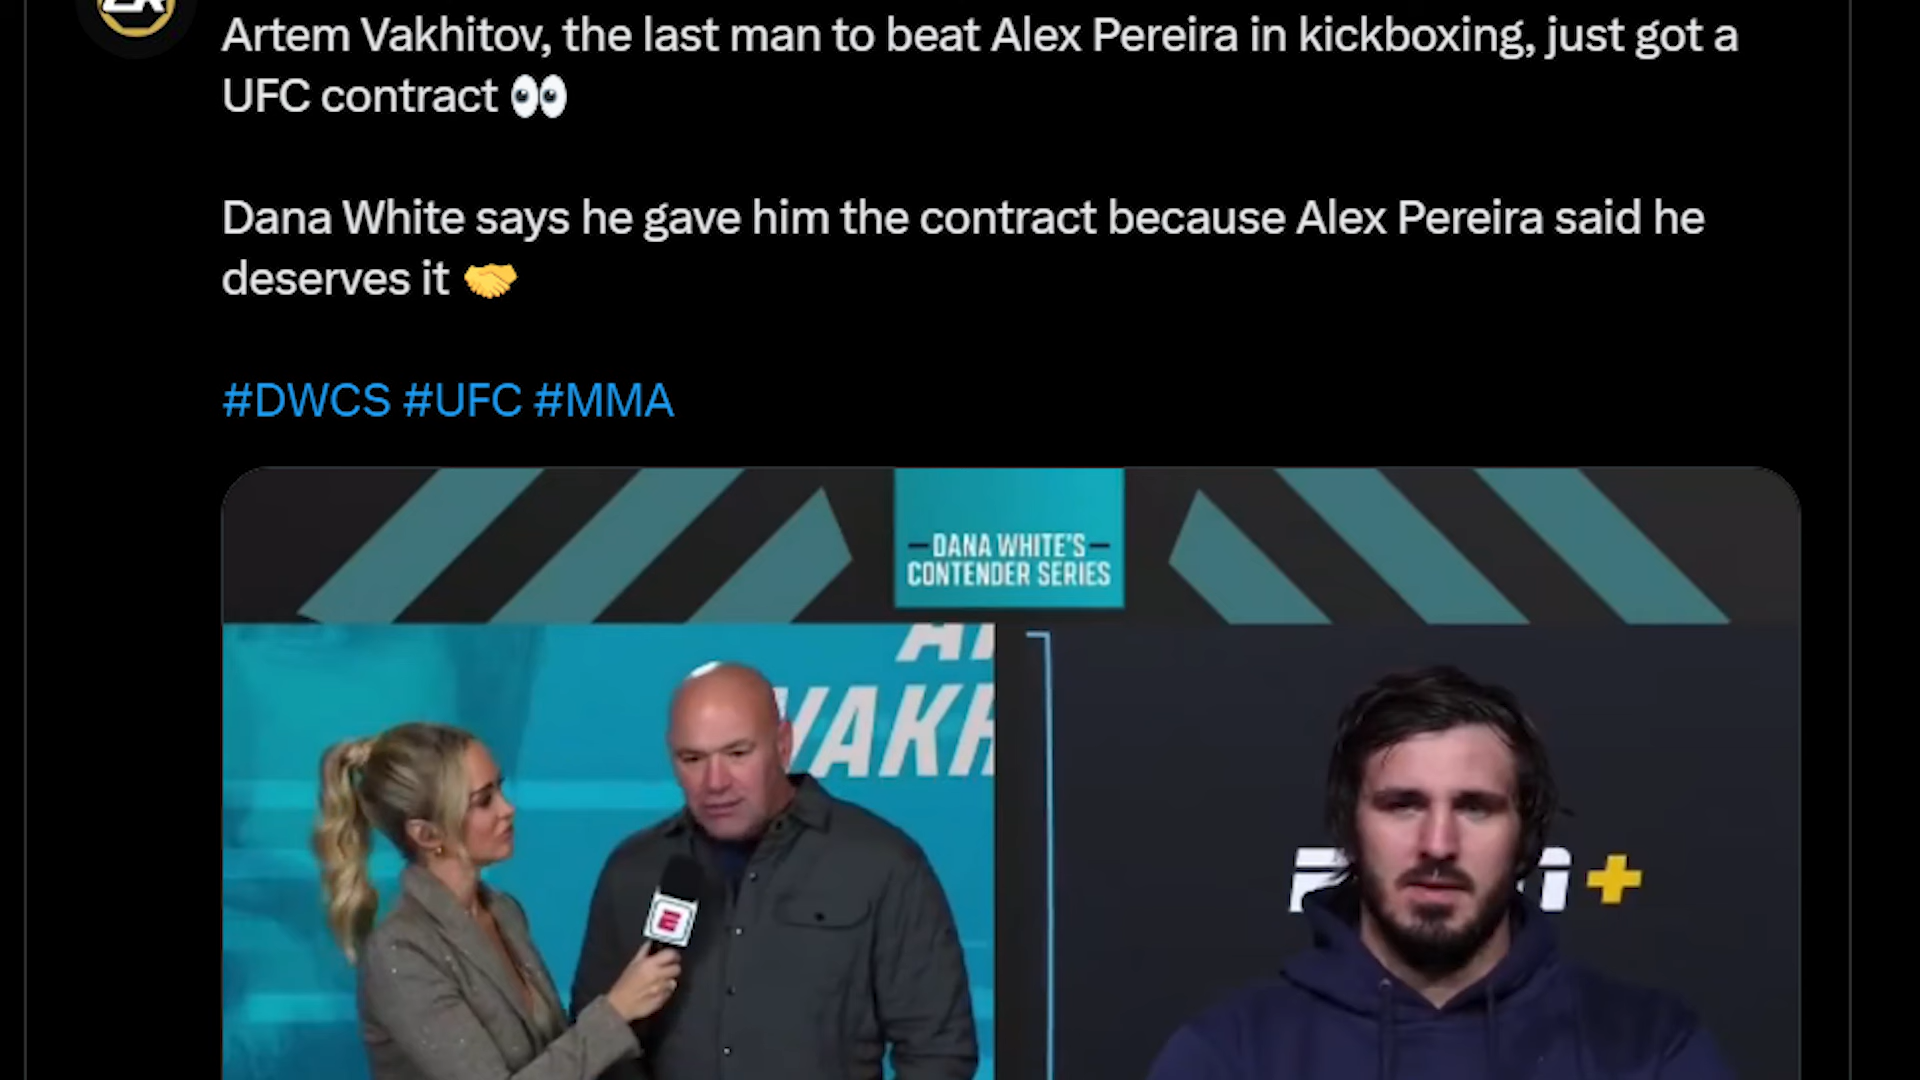 Artem Vakhitov, the last man to beat Alex Pereira in kickboxing, just got a
UFC contract 👀
Dana White says he gave him the contract because Alex Pereira said he
deserves it 🤝
#DWCS #UFC #MMA
DANA WHITE'S
CONTENDER SERIES
VAKH